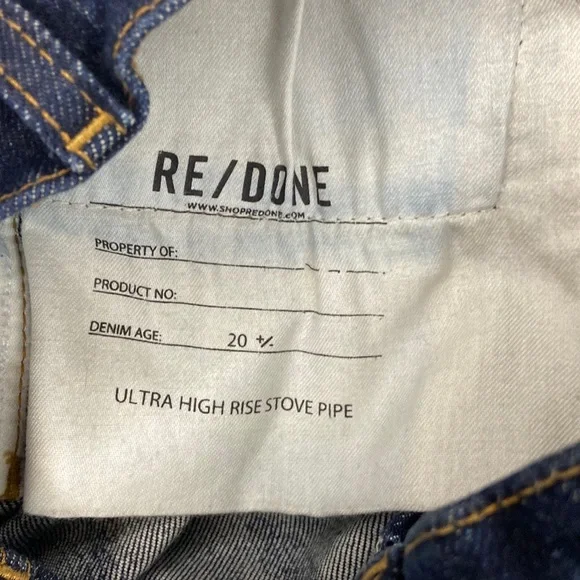 RE/DONE
WWW.SHOPREDONE.COM
PROPERTY OF:
PRODUCT NO:
DENIM AGE: 20 +/-
ULTRA HIGH RISE STOVE PIPE